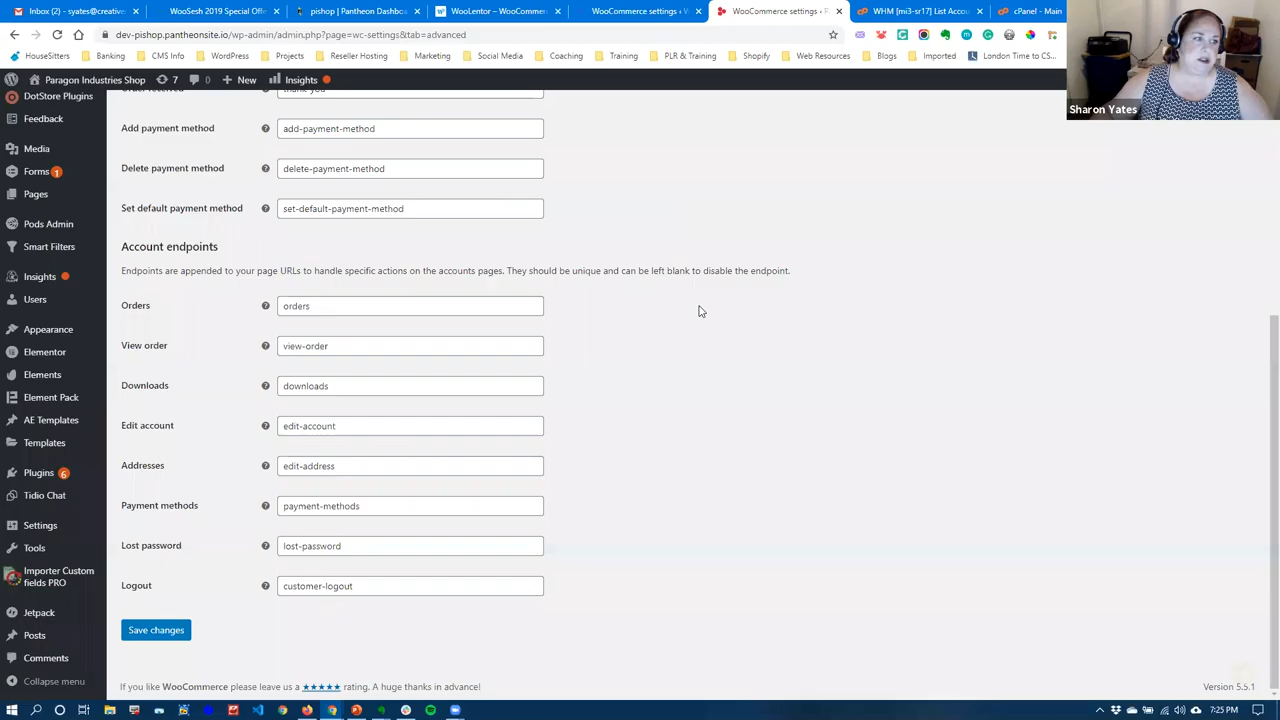 Inbox (2) - syates@creative
WooSesh 2019 Special Offe
pishop | Pantheon Dashboa
WooLentor – WooCommerc
WooCommerce settings ‹ W
WooCommerce settings ‹ P
WHM [mi3-sr17] List Accou
cPanel - Main
dev-pishop.pantheonsite.io/wp-admin/admin.php?page=wc-settings&tab=advanced
HouseSitters
Banking
CMS Info
WordPress
Projects
Reseller Hosting
Marketing
Social Media
Coaching
Training
PLR & Training
Shopify
Web Resources
Blogs
Imported
London Time to CS...
Paragon Industries Shop
7
0
New
Insights
Sharon Yates
DotStore Plugins
Feedback
Media
Forms 1
Pages
Pods Admin
Smart Filters
Insights
Users
Appearance
Elementor
Elements
Element Pack
AE Templates
Templates
Plugins 6
Tidio Chat
Settings
Tools
Importer Custom
fields PRO
Jetpack
Posts
Comments
Collapse menu
Order received
thank-you
Add payment method
add-payment-method
Delete payment method
delete-payment-method
Set default payment method
set-default-payment-method
Account endpoints
Endpoints are appended to your page URLs to handle specific actions on the accounts pages. They should be unique and can be left blank to disable the endpoint.
Orders
orders
View order
view-order
Downloads
downloads
Edit account
edit-account
Addresses
edit-address
Payment methods
payment-methods
Lost password
lost-password
Logout
customer-logout
Save changes
If you like WooCommerce please leave us a ★★★★★ rating. A huge thanks in advance!
Version 5.5.1
7:25 PM